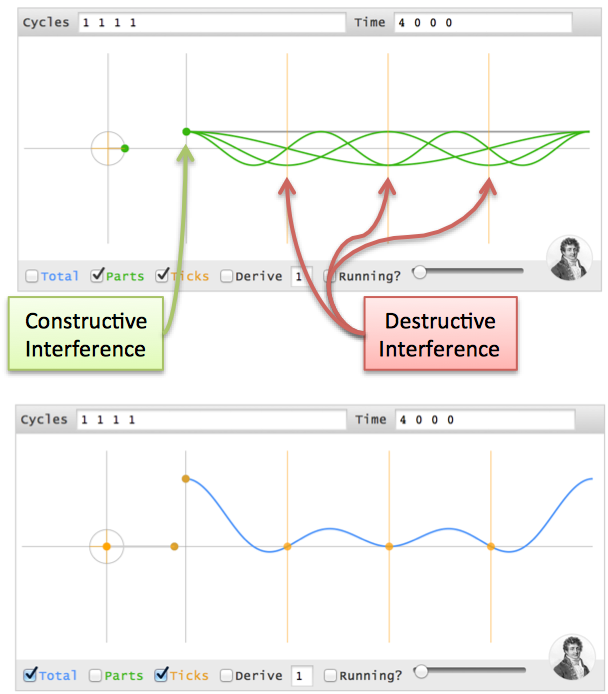 Cycles 1 1 1 1 Time 4 0 0 0
Total Parts Ticks Derive 1 Running?
Constructive
Interference
Destructive
Interference
Cycles 1 1 1 1 Time 4 0 0 0
Total Parts Ticks Derive 1 Running?